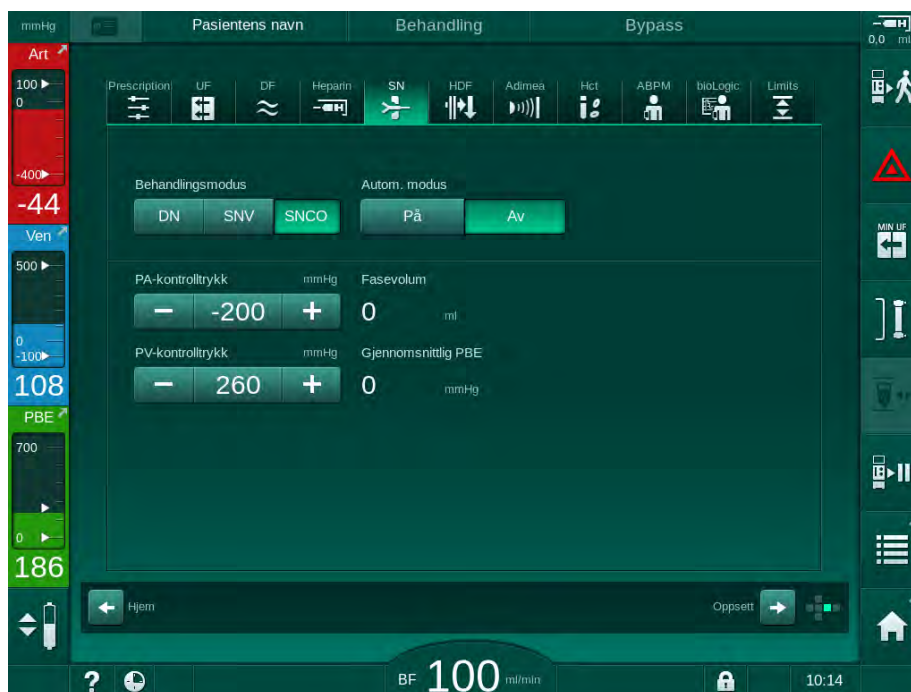 mmHg
Pasientens navn
Behandling
Bypass
0,0 ml
Art
100
0
-400
-44
Ven
500
0
-100
108
PBE
700
0
186
Prescription UF DF Heparin SN HDF Adimea Hct ABPM bioLogic Limits
Behandlingsmodus Autom. modus
DN SNV SNCO På Av
PA-kontrolltrykk mmHg Fasevolum
− -200 + 0 ml
PV-kontrolltrykk mmHg Gjennomsnittlig PBE
− 260 + 0 mmHg
MIN UF
Hjem Oppsett
? BF 100 ml/min 10:14